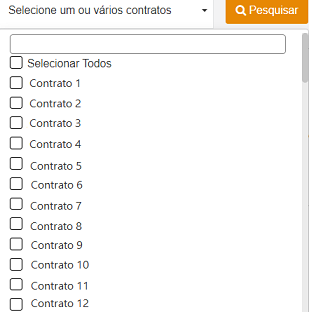 Selecione um ou vários contratos
Pesquisar
Selecionar Todos
Contrato 1
Contrato 2
Contrato 3
Contrato 4
Contrato 5
Contrato 6
Contrato 7
Contrato 8
Contrato 9
Contrato 10
Contrato 11
Contrato 12